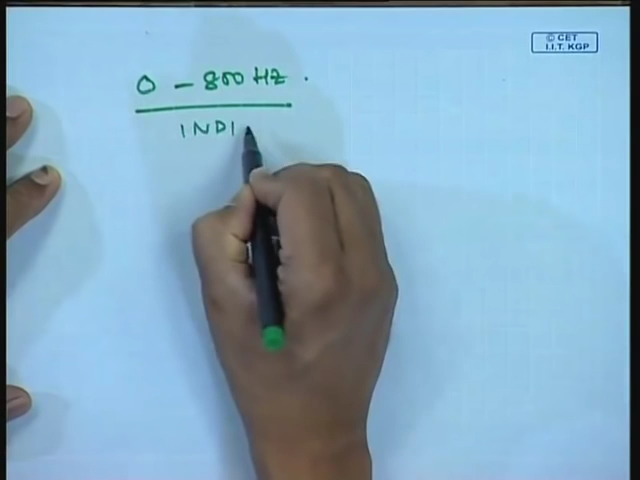 © CET
I.I.T. KGP
0 - 800 HZ .
INDI